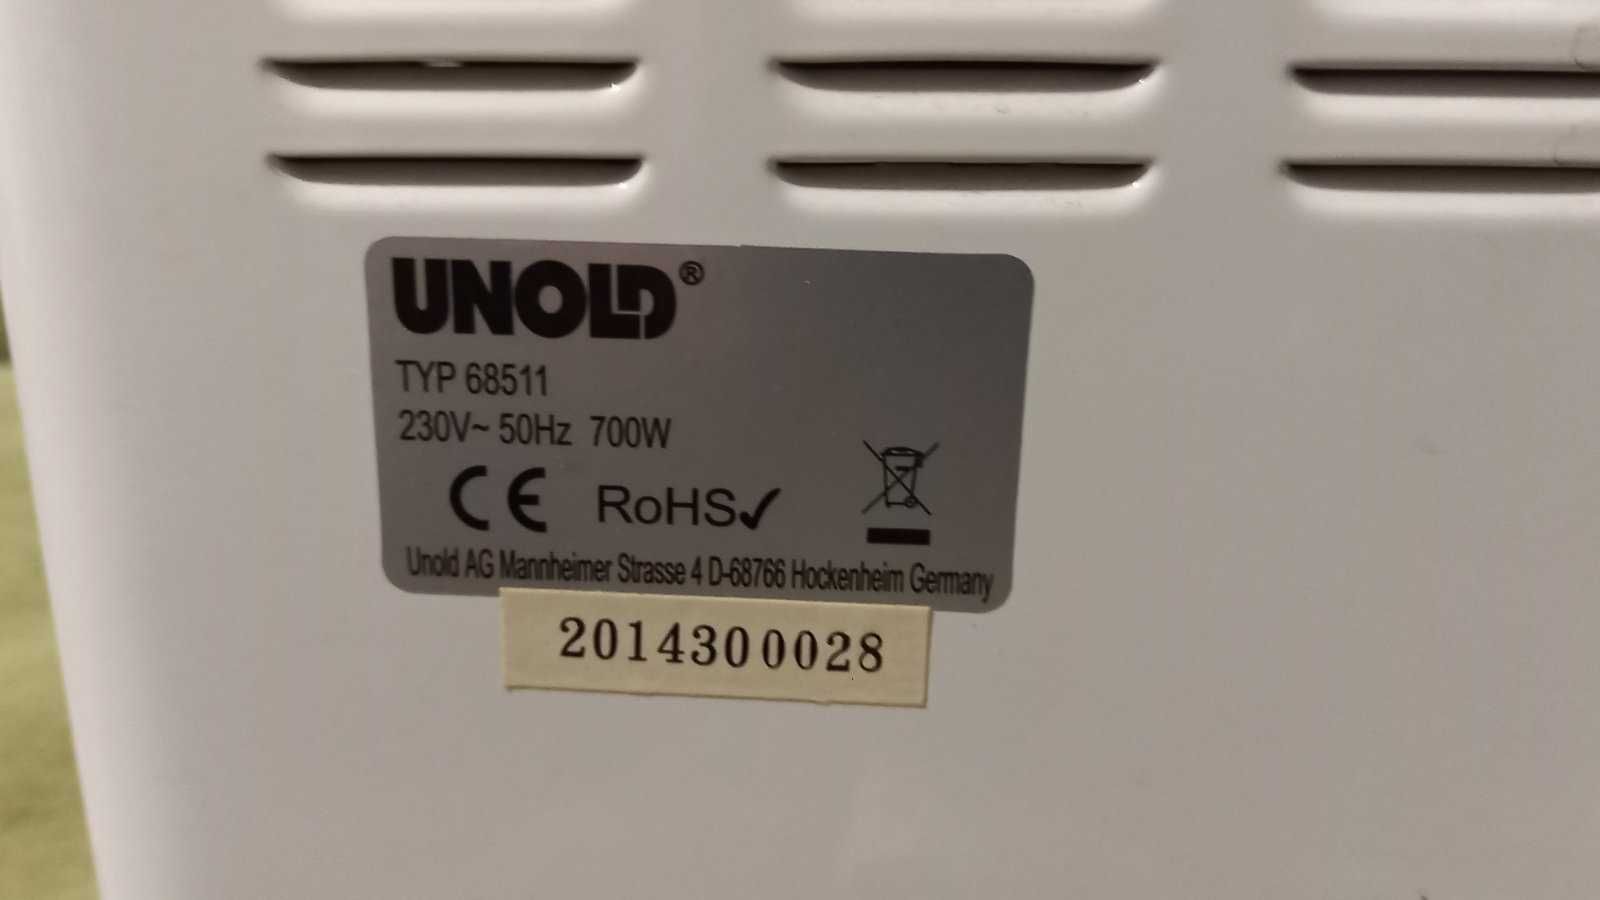 UNOLD®
TYP 68511
230V~ 50Hz 700W
CE RoHS✓
Unold AG Mannheimer Strasse 4 D-68766 Hockenheim Germany
2014300028